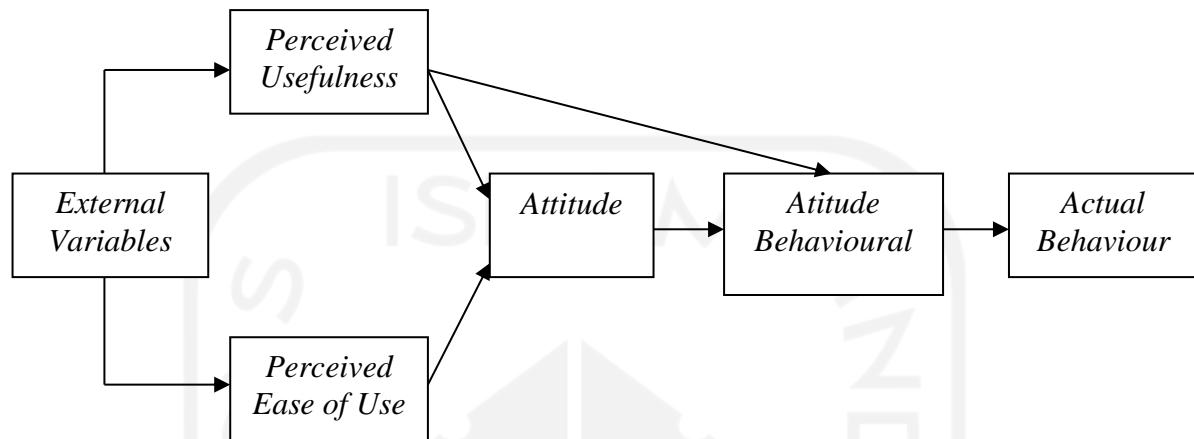 Perceived
Usefulness
External
Variables
Attitude
Atitude
Behavioural
Actual
Behaviour
Perceived
Ease of Use